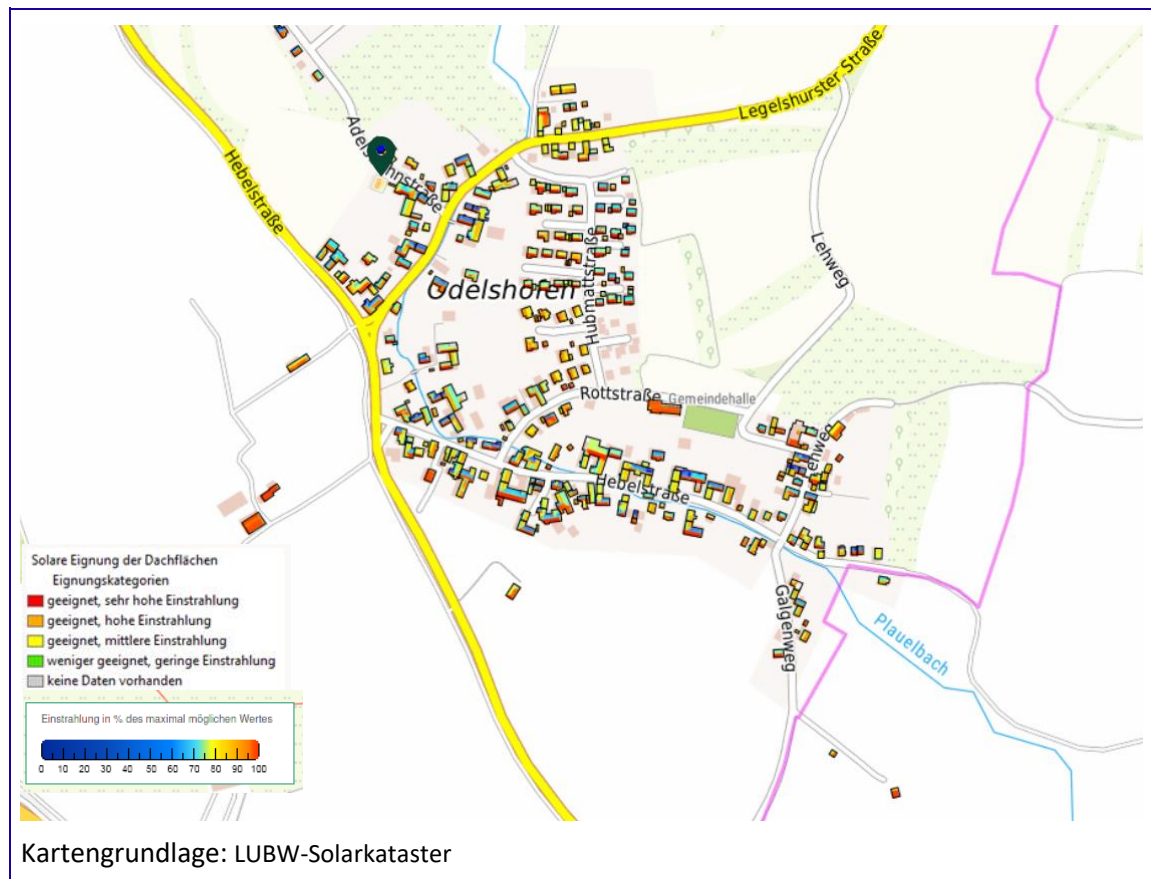 Legelshurster Straße
Adels
nnstraße
Hebelstraße
Lehweg
Odelshofen
Hubmattstraße
Rottstraße
Gemeindehalle
Lehweg
Hebelstraße
Galgenweg
Plauelbach
Solare Eignung der Dachflächen
Eignungskategorien
geeignet, sehr hohe Einstrahlung
geeignet, hohe Einstrahlung
geeignet, mittlere Einstrahlung
weniger geeignet, geringe Einstrahlung
keine Daten vorhanden
Einstrahlung in % des maximal möglichen Wertes
0 10 20 30 40 50 60 70 80 90 100
Kartengrundlage: LUBW-Solarkataster